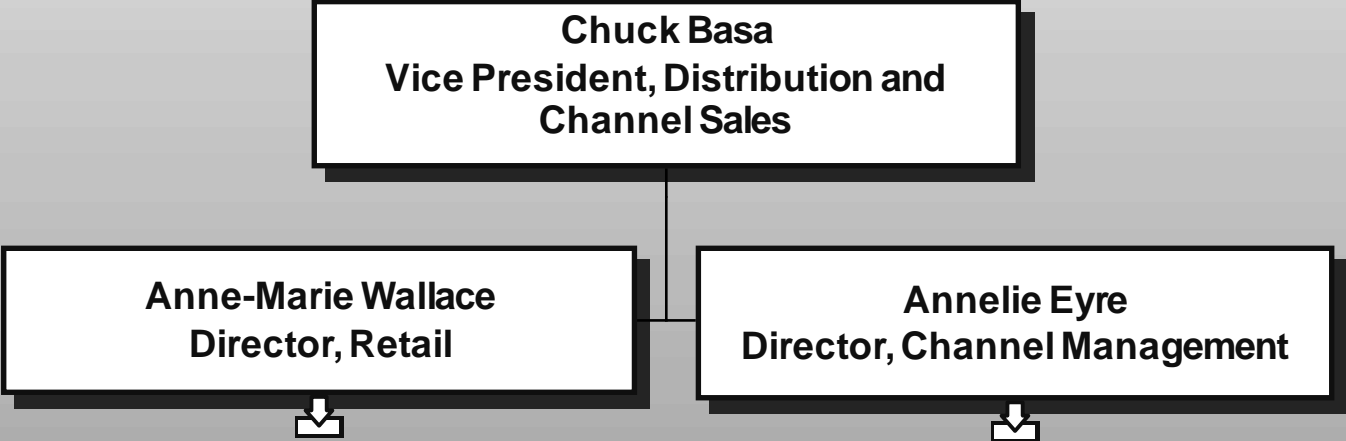 Chuck Basa
Vice President, Distribution and
Channel Sales
Anne-Marie Wallace
Director, Retail
Annelie Eyre
Director, Channel Management